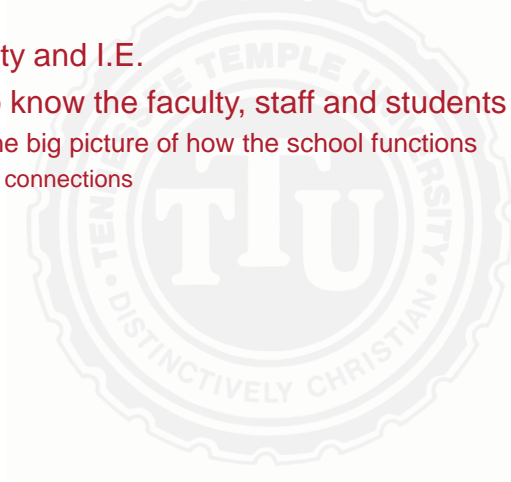 ty and I.E.
know the faculty, staff and students
he big picture of how the school functions
connections
TENNESSEE TEMPLE UNIVERSITY
TTU
• DISTINCTIVELY CHRISTIAN •